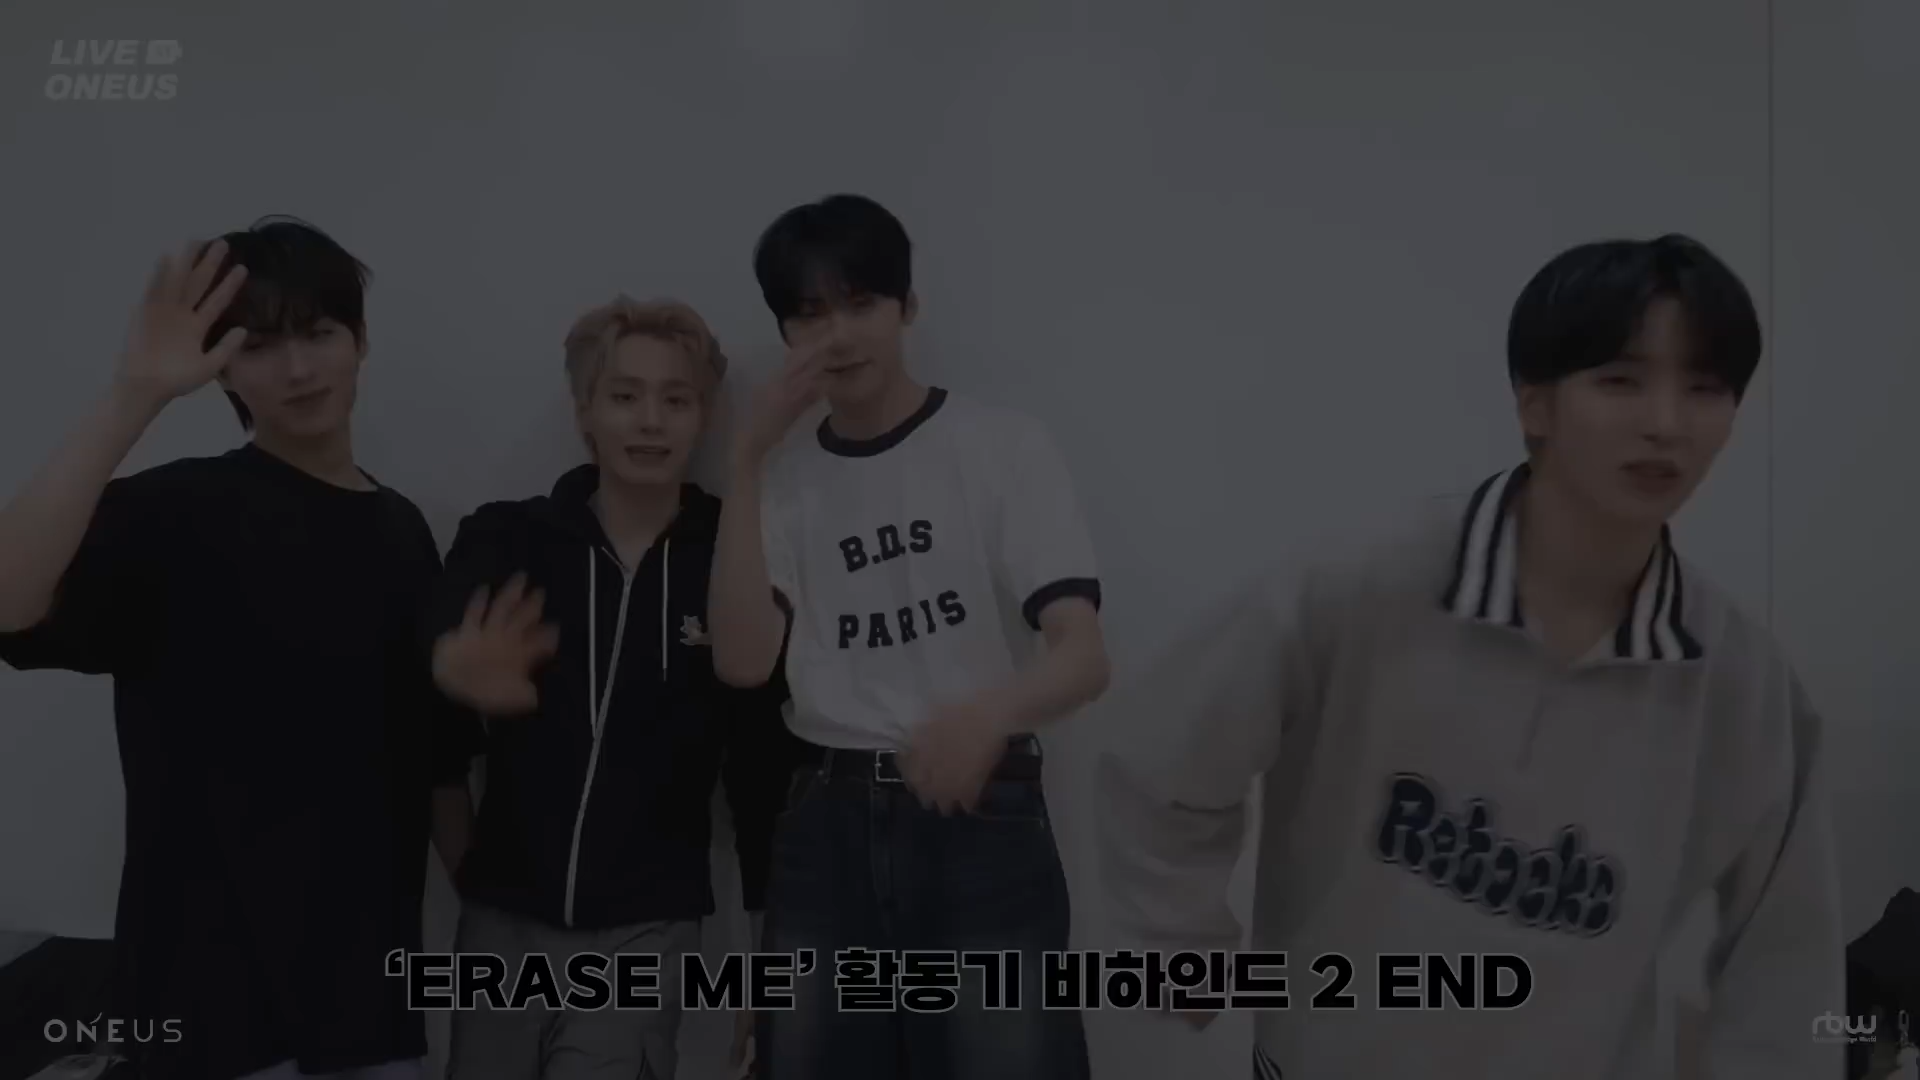 LIVE
ONEUS
B.D.S
PARIS
‘ERASE ME’ 활동기 비하인드 2 END
ONEUS
rbw